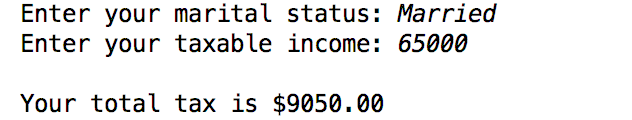 Enter your marital status: Married
Enter your taxable income: 65000
Your total tax is $9050.00